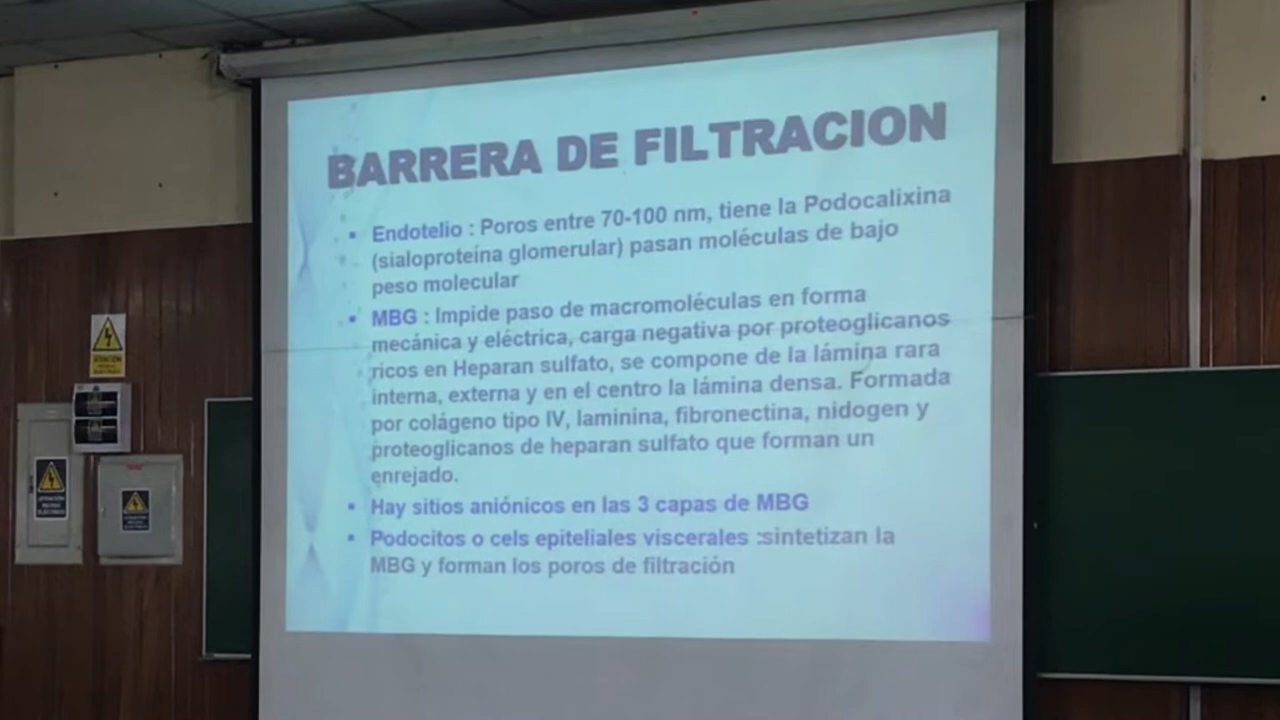 BARRERA DE FILTRACION
▪ Endotelio : Poros entre 70-100 nm, tiene la Podocalixina
(sialoproteína glomerular) pasan moléculas de bajo
peso molecular
▪ MBG : Impide paso de macromoléculas en forma
mecánica y eléctrica, carga negativa por proteoglicanos
ricos en Heparan sulfato, se compone de la lámina rara
interna, externa y en el centro la lámina densa. Formada
por colágeno tipo IV, laminina, fibronectina, nidogen y
proteoglicanos de heparan sulfato que forman un
enrejado.
▪ Hay sitios aniónicos en las 3 capas de MBG
▪ Podocitos o cels epiteliales viscerales :sintetizan la
MBG y forman los poros de filtración
ATENCIÓN